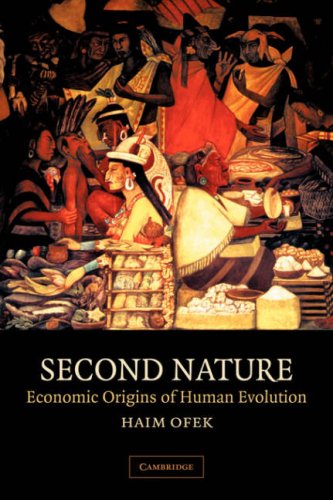 SECOND NATURE
Economic Origins of Human Evolution
HAIM OFEK
CAMBRIDGE